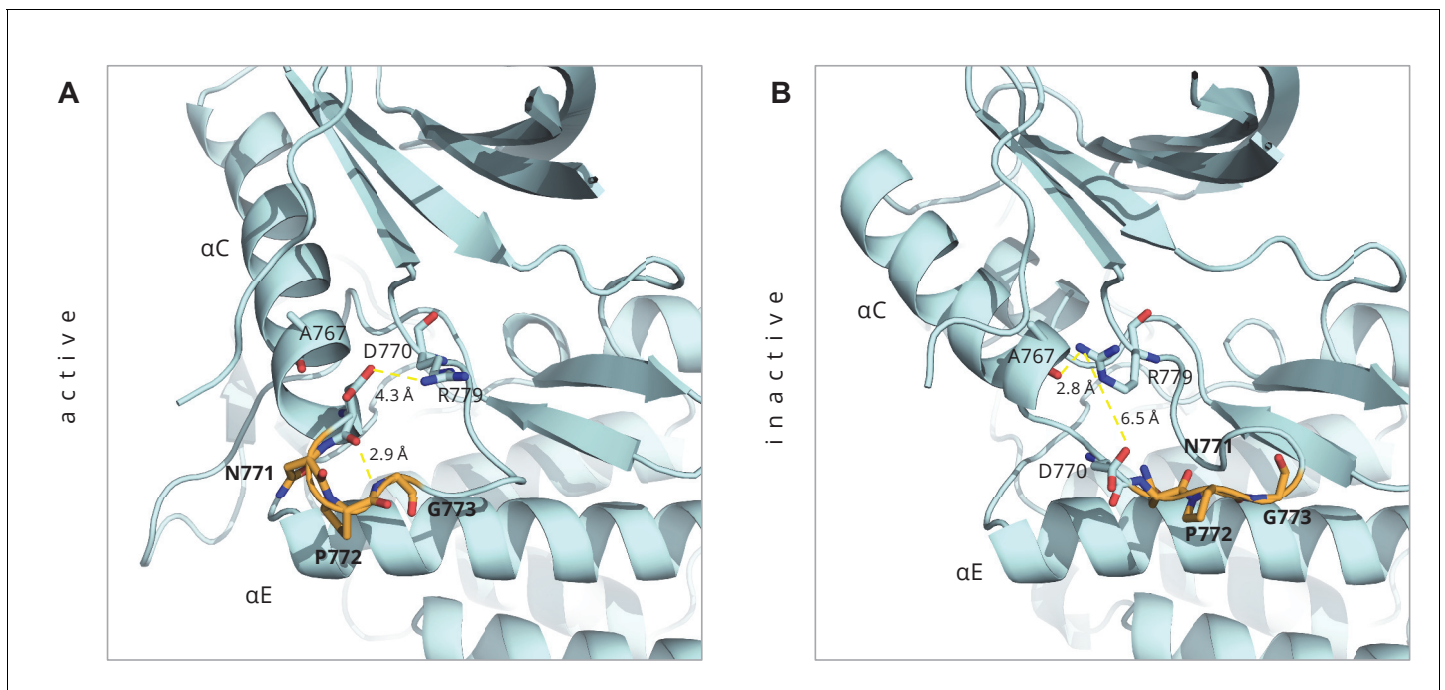 A
active
αC
A767
D770
R779
4.3 Å
2.9 Å
N771
G773
P772
αE
B
inactive
αC
A767
R779
2.8 Å
6.5 Å
N771
D770
G773
P772
αE